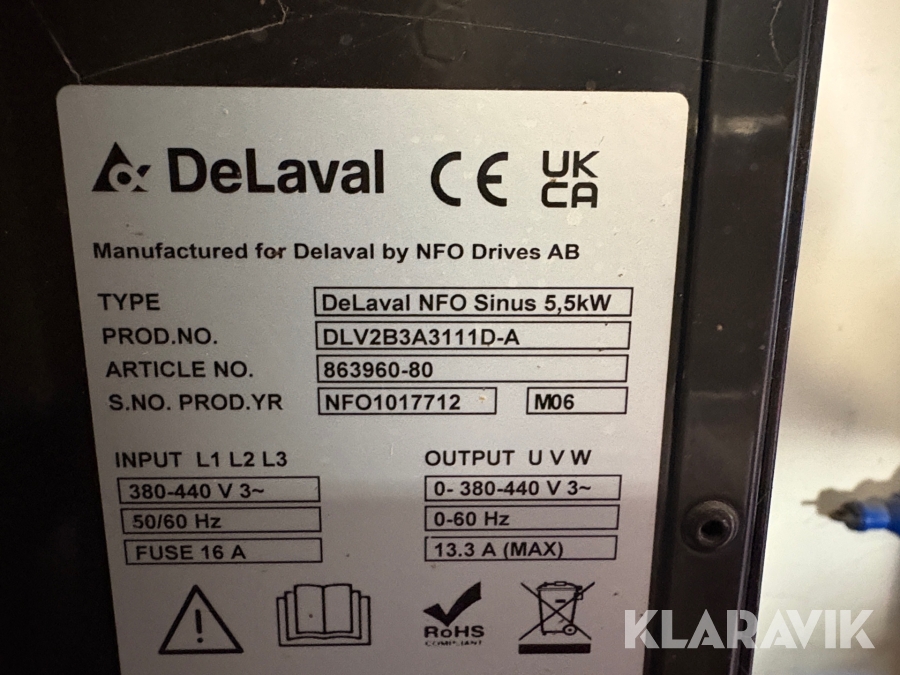 DeLaval CE UK CA
Manufactured for Delaval by NFO Drives AB
TYPE DeLaval NFO Sinus 5,5kW
PROD.NO. DLV2B3A3111D-A
ARTICLE NO. 863960-80
S.NO. PROD.YR NFO1017712 M06
INPUT L1 L2 L3 OUTPUT U V W
380-440 V 3~ 0- 380-440 V 3~
50/60 Hz 0-60 Hz
FUSE 16 A 13.3 A (MAX)
RoHS
COMPLIANT
KLARAVIK